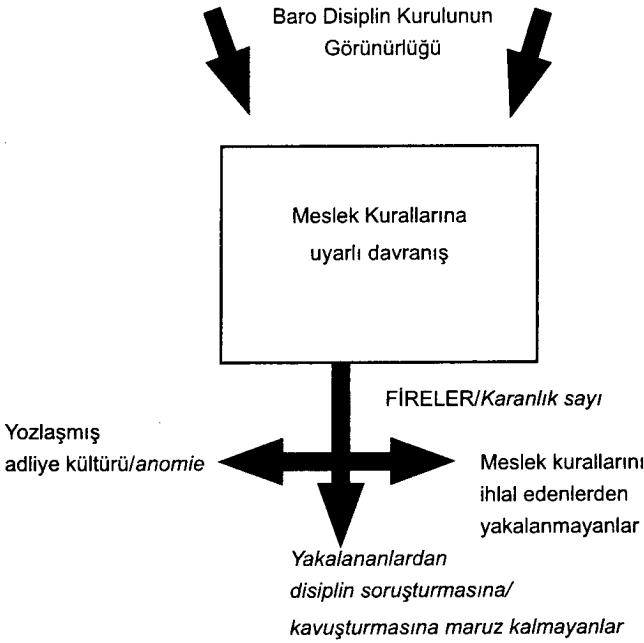 Baro Disiplin Kurulunun
Görünürlüğü
Meslek Kurallarına
uyarlı davranış
FİRELER/Karanlık sayı
Yozlaşmış
adliye kültürü/anomie
Meslek kurallarını
ihlal edenlerden
yakalanmayanlar
Yakalananlardan
disiplin soruşturmasına/
kavuşturmasına maruz kalmayanlar